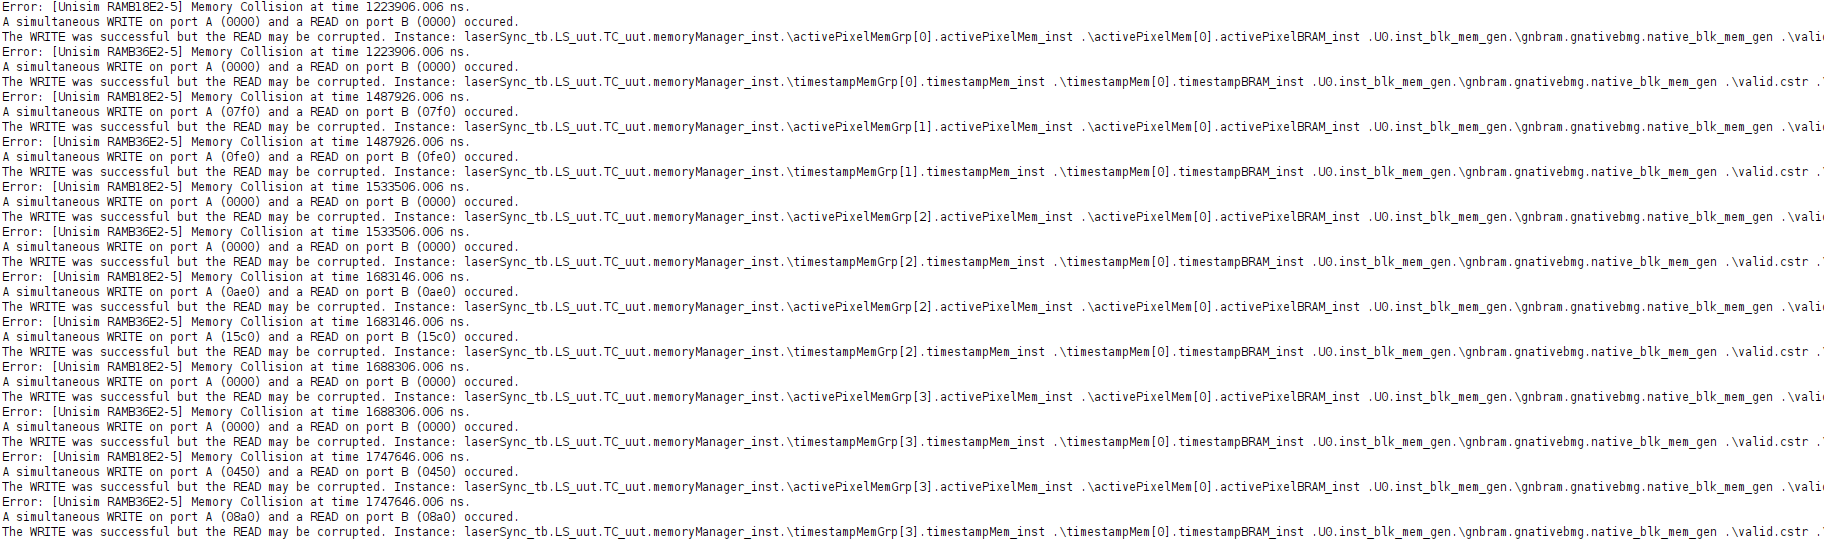 Error: [Unisim RAMB18E2-5] Memory Collision at time 1223906.006 ns.
A simultaneous WRITE on port A (0000) and a READ on port B (0000) occured.
The WRITE was successful but the READ may be corrupted. Instance: laserSync_tb.LS_uut.TC_uut.memoryManager_inst.\activePixelMemGrp[0].activePixelMem_inst .\activePixelMem[0].activePixelBRAM_inst .U0.inst_blk_mem_gen.\gnbram.gnativebmg.native_blk_mem_gen .\valid
Error: [Unisim RAMB36E2-5] Memory Collision at time 1223906.006 ns.
A simultaneous WRITE on port A (0000) and a READ on port B (0000) occured.
The WRITE was successful but the READ may be corrupted. Instance: laserSync_tb.LS_uut.TC_uut.memoryManager_inst.\timestampMemGrp[0].timestampMem_inst .\timestampMem[0].timestampBRAM_inst .U0.inst_blk_mem_gen.\gnbram.gnativebmg.native_blk_mem_gen .\valid.cstr .\
Error: [Unisim RAMB18E2-5] Memory Collision at time 1487926.006 ns.
A simultaneous WRITE on port A (07f0) and a READ on port B (07f0) occured.
The WRITE was successful but the READ may be corrupted. Instance: laserSync_tb.LS_uut.TC_uut.memoryManager_inst.\activePixelMemGrp[1].activePixelMem_inst .\activePixelMem[0].activePixelBRAM_inst .U0.inst_blk_mem_gen.\gnbram.gnativebmg.native_blk_mem_gen .\valid
Error: [Unisim RAMB36E2-5] Memory Collision at time 1487926.006 ns.
A simultaneous WRITE on port A (0fe0) and a READ on port B (0fe0) occured.
The WRITE was successful but the READ may be corrupted. Instance: laserSync_tb.LS_uut.TC_uut.memoryManager_inst.\timestampMemGrp[1].timestampMem_inst .\timestampMem[0].timestampBRAM_inst .U0.inst_blk_mem_gen.\gnbram.gnativebmg.native_blk_mem_gen .\valid.cstr .\
Error: [Unisim RAMB18E2-5] Memory Collision at time 1533506.006 ns.
A simultaneous WRITE on port A (0000) and a READ on port B (0000) occured.
The WRITE was successful but the READ may be corrupted. Instance: laserSync_tb.LS_uut.TC_uut.memoryManager_inst.\activePixelMemGrp[2].activePixelMem_inst .\activePixelMem[0].activePixelBRAM_inst .U0.inst_blk_mem_gen.\gnbram.gnativebmg.native_blk_mem_gen .\valid
Error: [Unisim RAMB36E2-5] Memory Collision at time 1533506.006 ns.
A simultaneous WRITE on port A (0000) and a READ on port B (0000) occured.
The WRITE was successful but the READ may be corrupted. Instance: laserSync_tb.LS_uut.TC_uut.memoryManager_inst.\timestampMemGrp[2].timestampMem_inst .\timestampMem[0].timestampBRAM_inst .U0.inst_blk_mem_gen.\gnbram.gnativebmg.native_blk_mem_gen .\valid.cstr .\
Error: [Unisim RAMB18E2-5] Memory Collision at time 1683146.006 ns.
A simultaneous WRITE on port A (0ae0) and a READ on port B (0ae0) occured.
The WRITE was successful but the READ may be corrupted. Instance: laserSync_tb.LS_uut.TC_uut.memoryManager_inst.\activePixelMemGrp[2].activePixelMem_inst .\activePixelMem[0].activePixelBRAM_inst .U0.inst_blk_mem_gen.\gnbram.gnativebmg.native_blk_mem_gen .\valid
Error: [Unisim RAMB36E2-5] Memory Collision at time 1683146.006 ns.
A simultaneous WRITE on port A (15c0) and a READ on port B (15c0) occured.
The WRITE was successful but the READ may be corrupted. Instance: laserSync_tb.LS_uut.TC_uut.memoryManager_inst.\timestampMemGrp[2].timestampMem_inst .\timestampMem[0].timestampBRAM_inst .U0.inst_blk_mem_gen.\gnbram.gnativebmg.native_blk_mem_gen .\valid.cstr .\
Error: [Unisim RAMB18E2-5] Memory Collision at time 1688306.006 ns.
A simultaneous WRITE on port A (0000) and a READ on port B (0000) occured.
The WRITE was successful but the READ may be corrupted. Instance: laserSync_tb.LS_uut.TC_uut.memoryManager_inst.\activePixelMemGrp[3].activePixelMem_inst .\activePixelMem[0].activePixelBRAM_inst .U0.inst_blk_mem_gen.\gnbram.gnativebmg.native_blk_mem_gen .\valid
Error: [Unisim RAMB36E2-5] Memory Collision at time 1688306.006 ns.
A simultaneous WRITE on port A (0000) and a READ on port B (0000) occured.
The WRITE was successful but the READ may be corrupted. Instance: laserSync_tb.LS_uut.TC_uut.memoryManager_inst.\timestampMemGrp[3].timestampMem_inst .\timestampMem[0].timestampBRAM_inst .U0.inst_blk_mem_gen.\gnbram.gnativebmg.native_blk_mem_gen .\valid.cstr .\
Error: [Unisim RAMB18E2-5] Memory Collision at time 1747646.006 ns.
A simultaneous WRITE on port A (0450) and a READ on port B (0450) occured.
The WRITE was successful but the READ may be corrupted. Instance: laserSync_tb.LS_uut.TC_uut.memoryManager_inst.\activePixelMemGrp[3].activePixelMem_inst .\activePixelMem[0].activePixelBRAM_inst .U0.inst_blk_mem_gen.\gnbram.gnativebmg.native_blk_mem_gen .\valid
Error: [Unisim RAMB36E2-5] Memory Collision at time 1747646.006 ns.
A simultaneous WRITE on port A (08a0) and a READ on port B (08a0) occured.
The WRITE was successful but the READ may be corrupted. Instance: laserSync_tb.LS_uut.TC_uut.memoryManager_inst.\timestampMemGrp[3].timestampMem_inst .\timestampMem[0].timestampBRAM_inst .U0.inst_blk_mem_gen.\gnbram.gnativebmg.native_blk_mem_gen .\valid.cstr .\